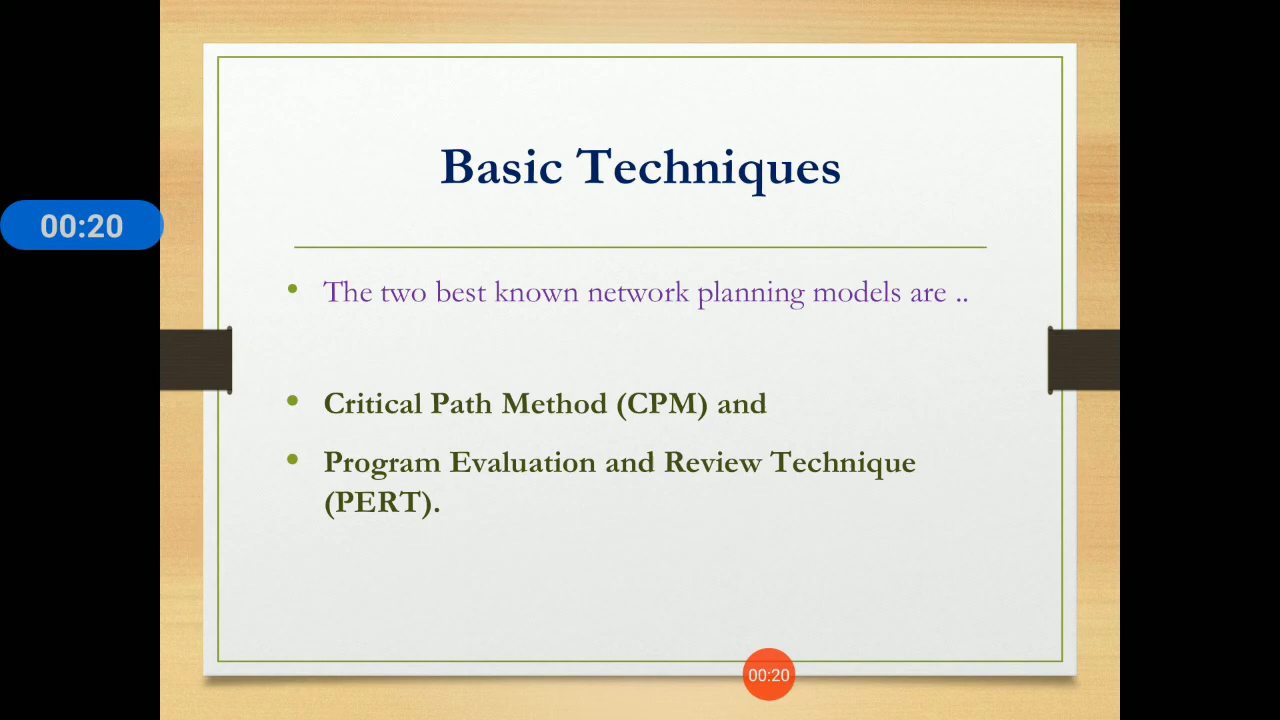 Basic Techniques
00:20
• The two best known network planning models are ..
• Critical Path Method (CPM) and
• Program Evaluation and Review Technique
(PERT).
00:20